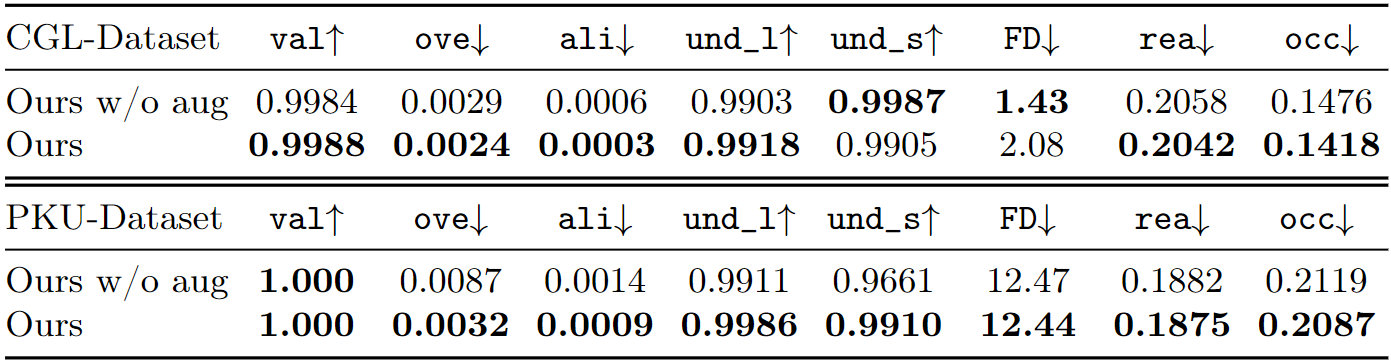 CGL-Dataset val↑ ove↓ ali↓ und_l↑ und_s↑ FD↓ rea↓ occ↓
Ours w/o aug 0.9984 0.0029 0.0006 0.9903 0.9987 1.43 0.2058 0.1476
Ours 0.9988 0.0024 0.0003 0.9918 0.9905 2.08 0.2042 0.1418
PKU-Dataset val↑ ove↓ ali↓ und_l↑ und_s↑ FD↓ rea↓ occ↓
Ours w/o aug 1.000 0.0087 0.0014 0.9911 0.9661 12.47 0.1882 0.2119
Ours 1.000 0.0032 0.0009 0.9986 0.9910 12.44 0.1875 0.2087